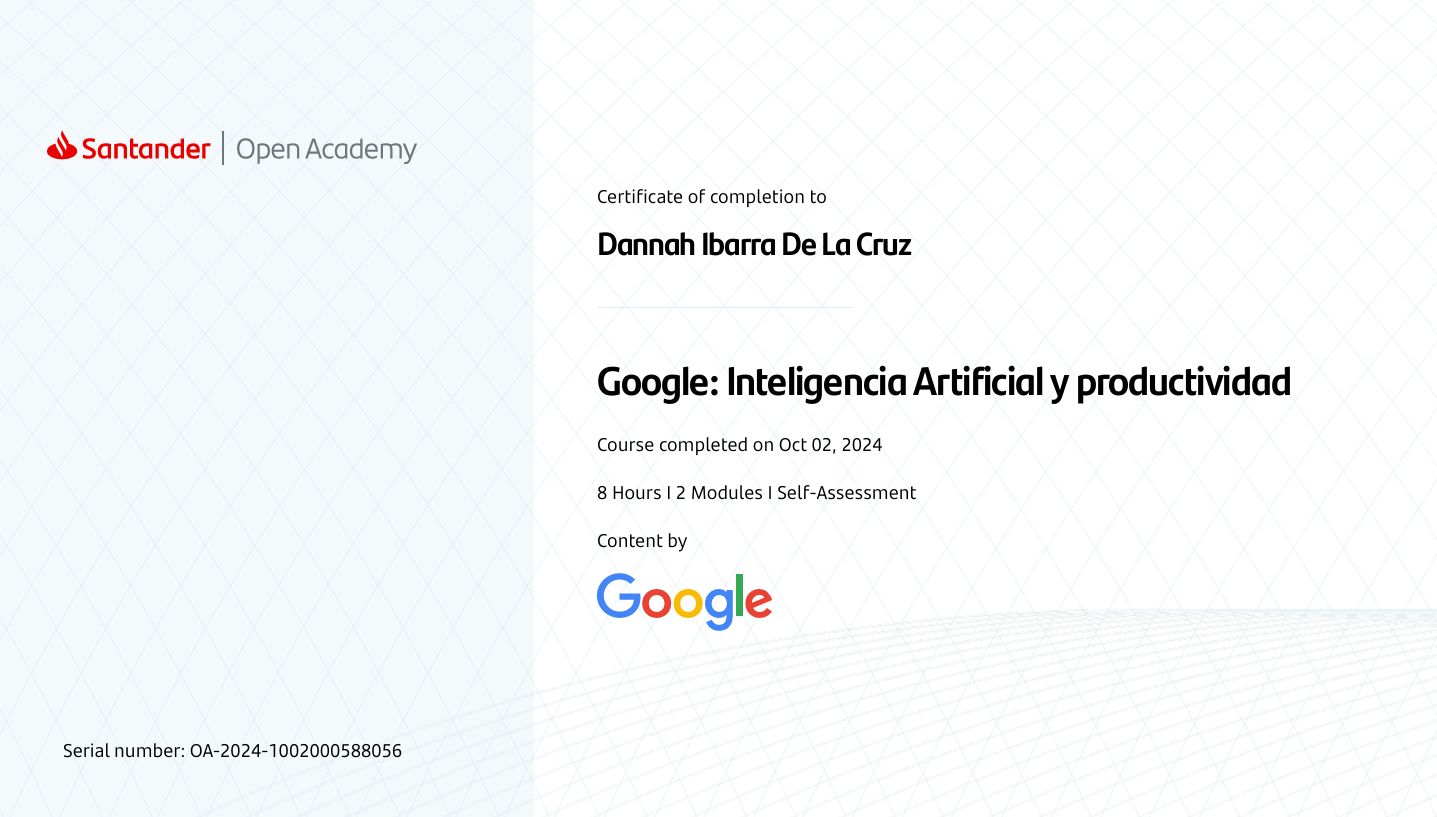 Santander | Open Academy
Certificate of completion to
Dannah Ibarra De La Cruz
Google: Inteligencia Artificial y productividad
Course completed on Oct 02, 2024
8 Hours I 2 Modules I Self-Assessment
Content by
Google
Serial number: OA-2024-1002000588056